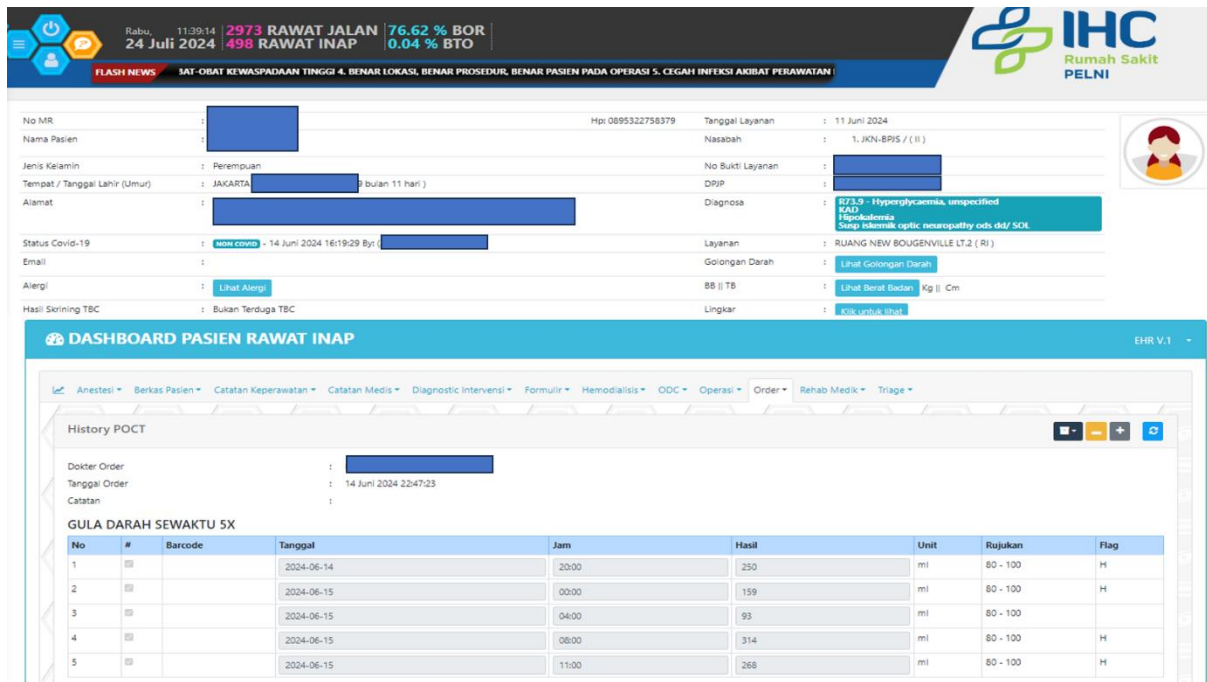 Rabu, 11:39:14 2973 RAWAT JALAN 76.62 % BOR
24 Juli 2024 498 RAWAT INAP 0.04 % BTO
IHC
Rumah Sakit
PELNI
FLASH NEWS BAT-OBAT KEWASPADAAN TINGGI 4. BENAR LOKASI, BENAR PROSEDUR, BENAR PASIEN PADA OPERASI 5. CEGAH INFEKSI AKIBAT PERAWATAN
No MR : Hp: 0895322758379 Tanggal Layanan : 11 Juni 2024
Nama Pasien : Nasabah : 1. JKN-BPJS / ( II )
Jenis Kelamin : Perempuan No Bukti Layanan :
Tempat / Tanggal Lahir (Umur) : JAKARTA 9 bulan 11 hari ) DPJP :
Alamat : Diagnosa : R73.9 - Hyperglycaemia, unspecified
KAD
Hipokalemia
Susp iskemik optic neuropathy ods dd/ SOL
Status Covid-19 : NON COVID - 14 Juni 2024 16:19:29 By: ( Layanan : RUANG NEW BOUGENVILLE LT.2 ( RI )
Email : Golongan Darah : Lihat Golongan Darah
Alergi : Lihat Alergi BB || TB : Lihat Berat Badan Kg || Cm
Hasil Skrining TBC : Bukan Terduga TBC Lingkar : Klik untuk lihat
DASHBOARD PASIEN RAWAT INAP EHR V.1
Anestesi Berkas Pasien Catatan Keperawatan Catatan Medis Diagnostic Intervensi Formulir Hemodialisis ODC Operasi Order Rehab Medik Triage
History POCT
Dokter Order :
Tanggal Order : 14 Juni 2024 22:47:23
Catatan :
GULA DARAH SEWAKTU 5X
No # Barcode Tanggal Jam Hasil Unit Rujukan Flag
1 2024-06-14 20:00 250 ml 80 - 100 H
2 2024-06-15 00:00 159 ml 80 - 100 H
3 2024-06-15 04:00 93 ml 80 - 100
4 2024-06-15 08:00 314 ml 80 - 100 H
5 2024-06-15 11:00 268 ml 80 - 100 H